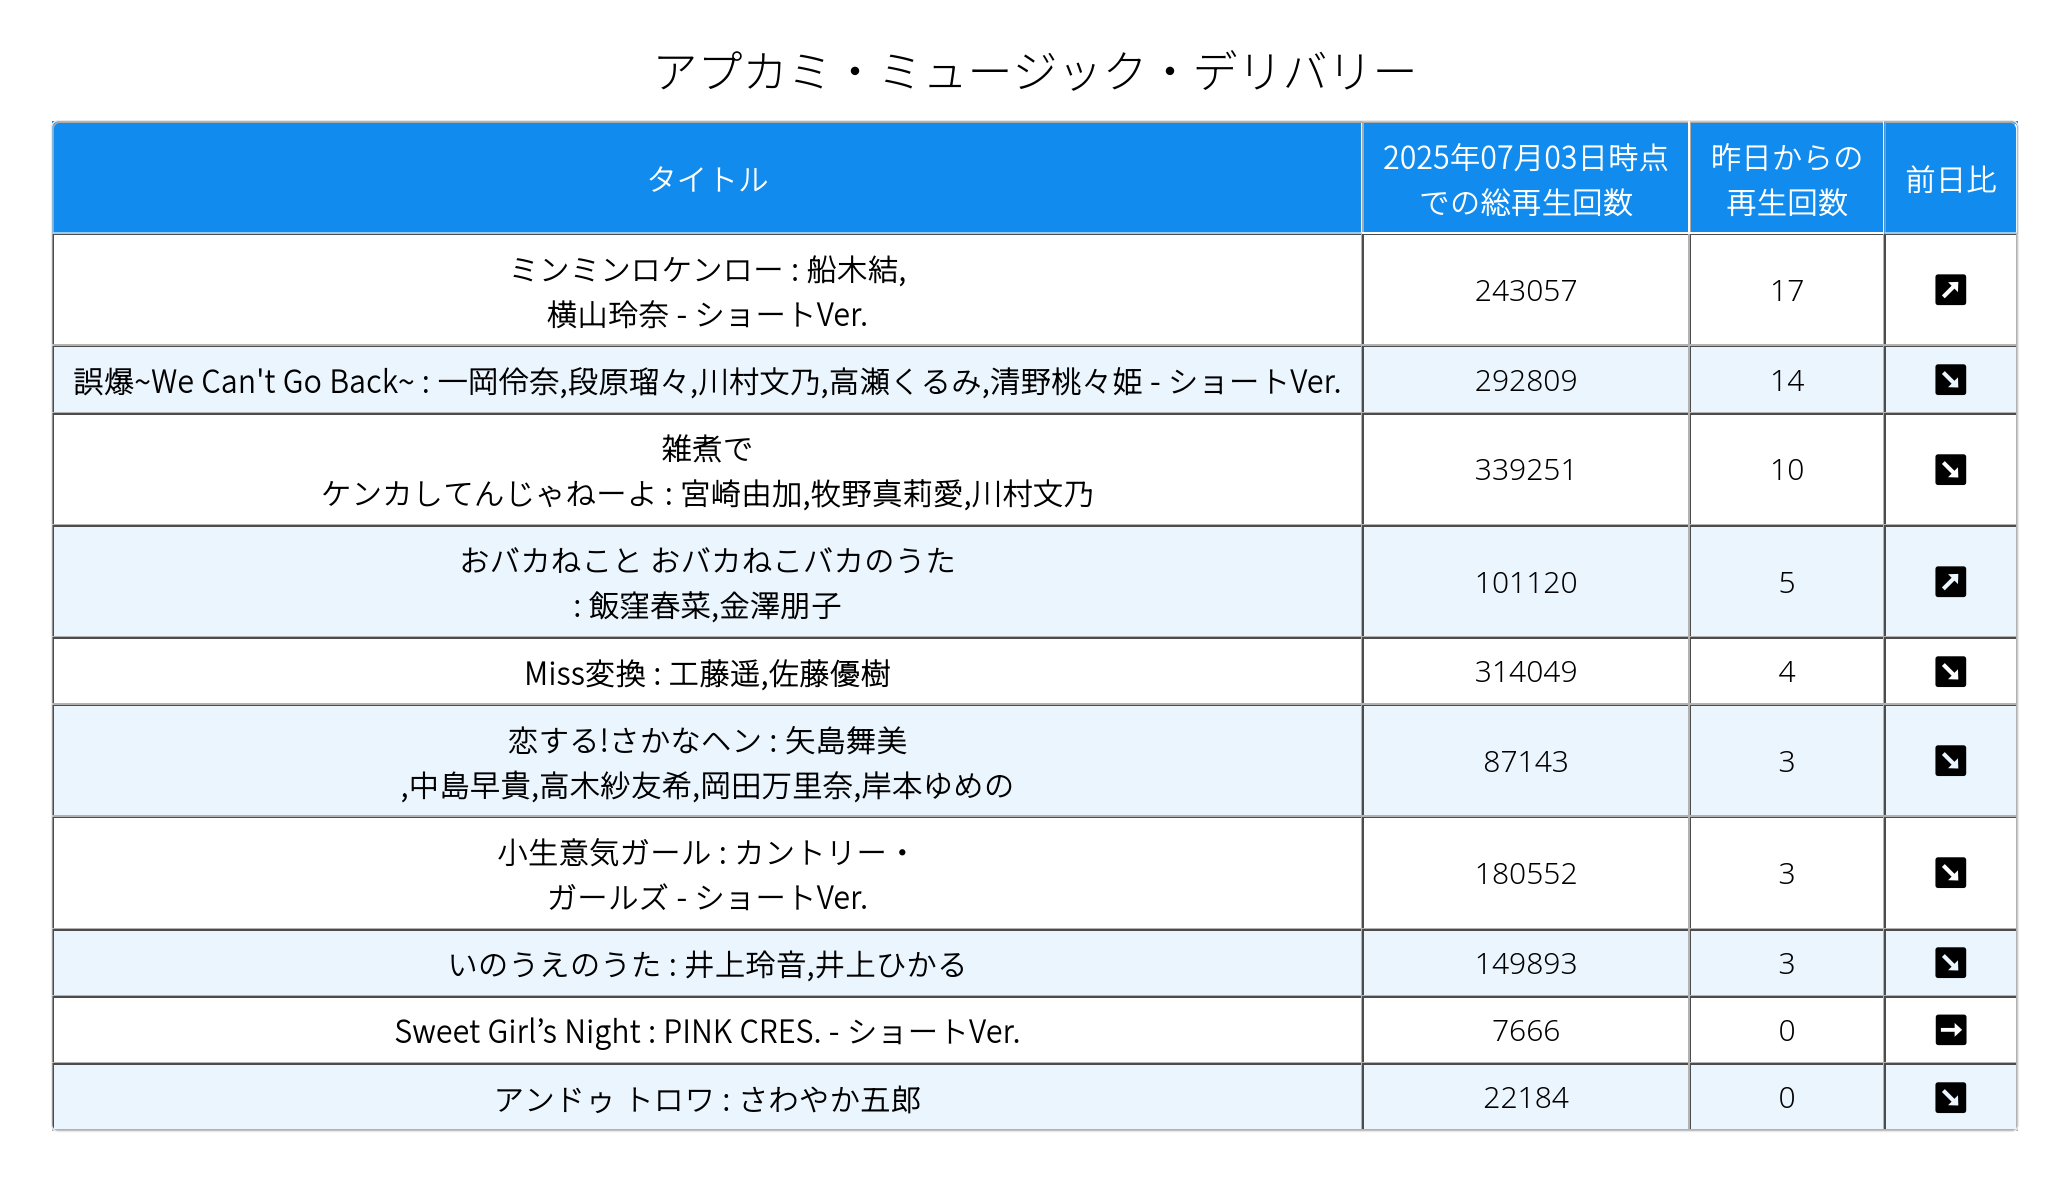 アプカミ・ミュージック・デリバリー
タイトル
2025年07月03日時点
での総再生回数
昨日からの
再生回数
前日比
ミンミンロケンロー : 船木結,
横山玲奈 - ショートVer.
243057
17
誤爆~We Can't Go Back~ : 一岡伶奈,段原瑠々,川村文乃,高瀬くるみ,清野桃々姫 - ショートVer.
292809
14
雑煮で
ケンカしてんじゃねーよ : 宮崎由加,牧野真莉愛,川村文乃
339251
10
おバカねこと おバカねこバカのうた
: 飯窪春菜,金澤朋子
101120
5
Miss変換 : 工藤遥,佐藤優樹
314049
4
恋する!さかなヘン : 矢島舞美
,中島早貴,高木紗友希,岡田万里奈,岸本ゆめの
87143
3
小生意気ガール : カントリー・
ガールズ - ショートVer.
180552
3
いのうえのうた : 井上玲音,井上ひかる
149893
3
Sweet Girl’s Night : PINK CRES. - ショートVer.
7666
0
アンドゥ トロワ : さわやか五郎
22184
0